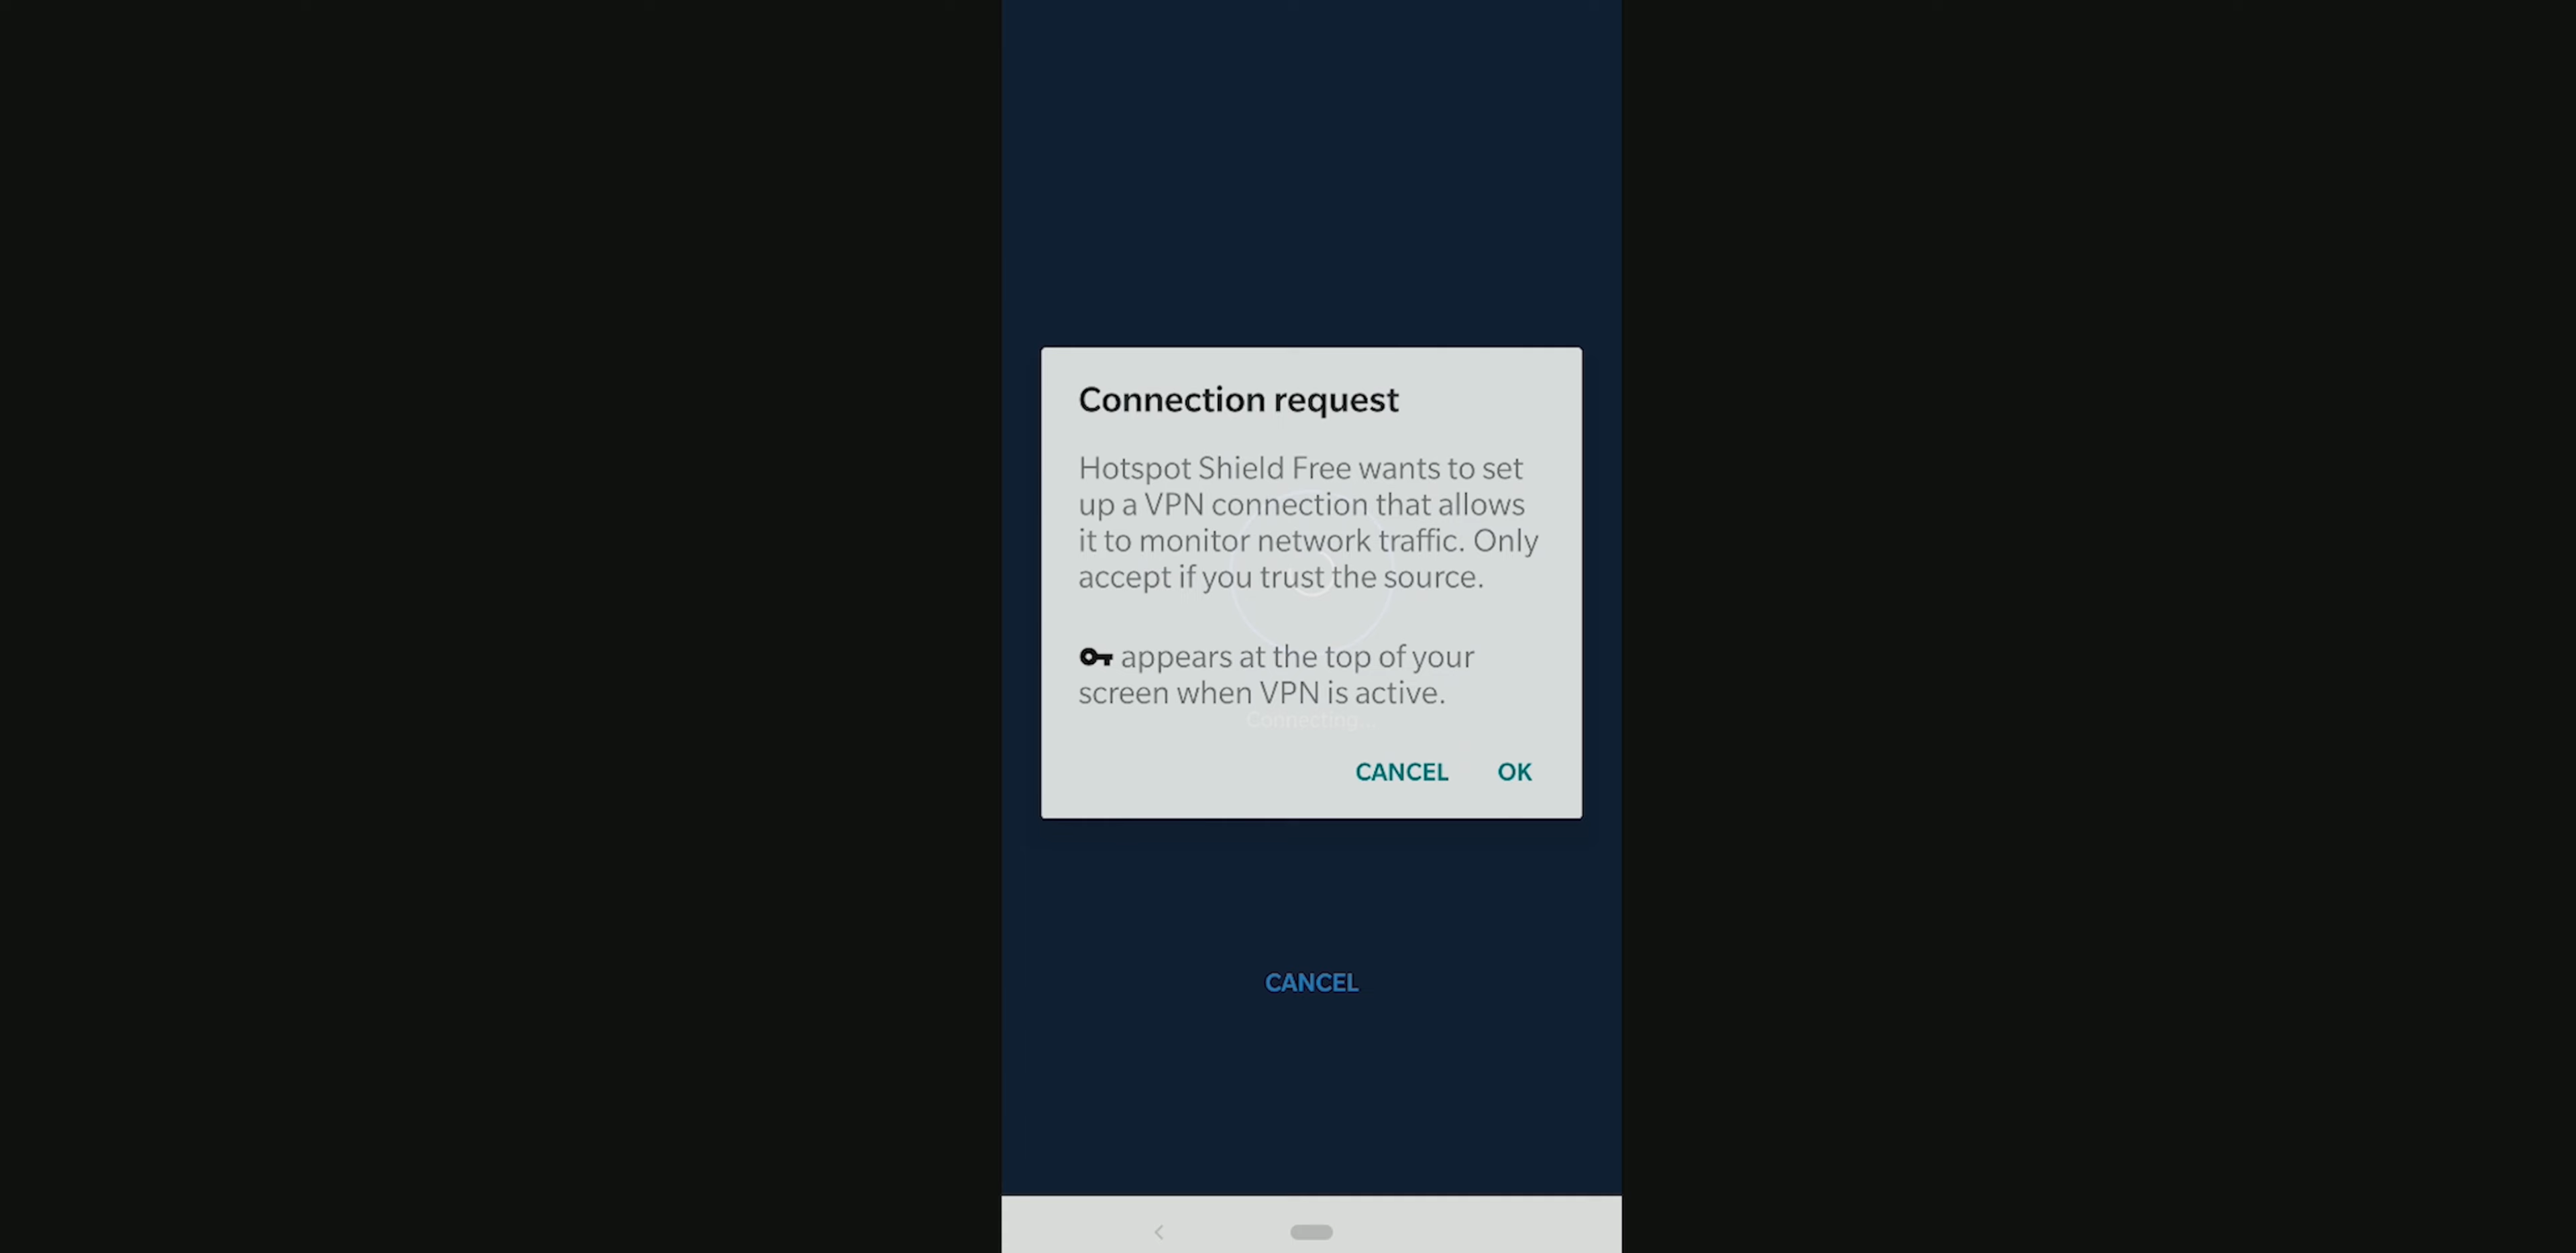 Connection request
Hotspot Shield Free wants to set
up a VPN connection that allows
it to monitor network traffic. Only
accept if you trust the source.
appears at the top of your
screen when VPN is active.
Connecting...
CANCEL OK
CANCEL